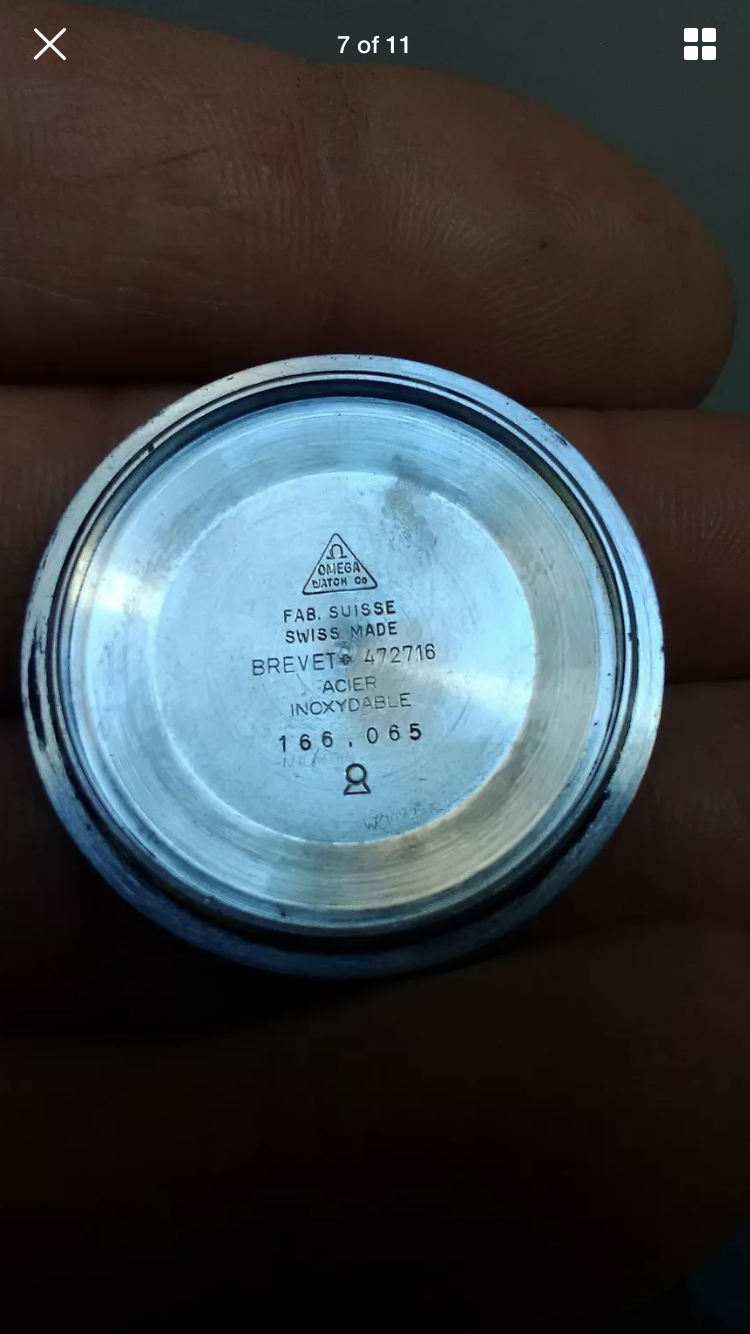 7 of 11
Ω
OMEGA
WATCH Co
FAB. SUISSE
SWISS MADE
BREVET✚ 472716
ACIER
INOXYDABLE
166.065